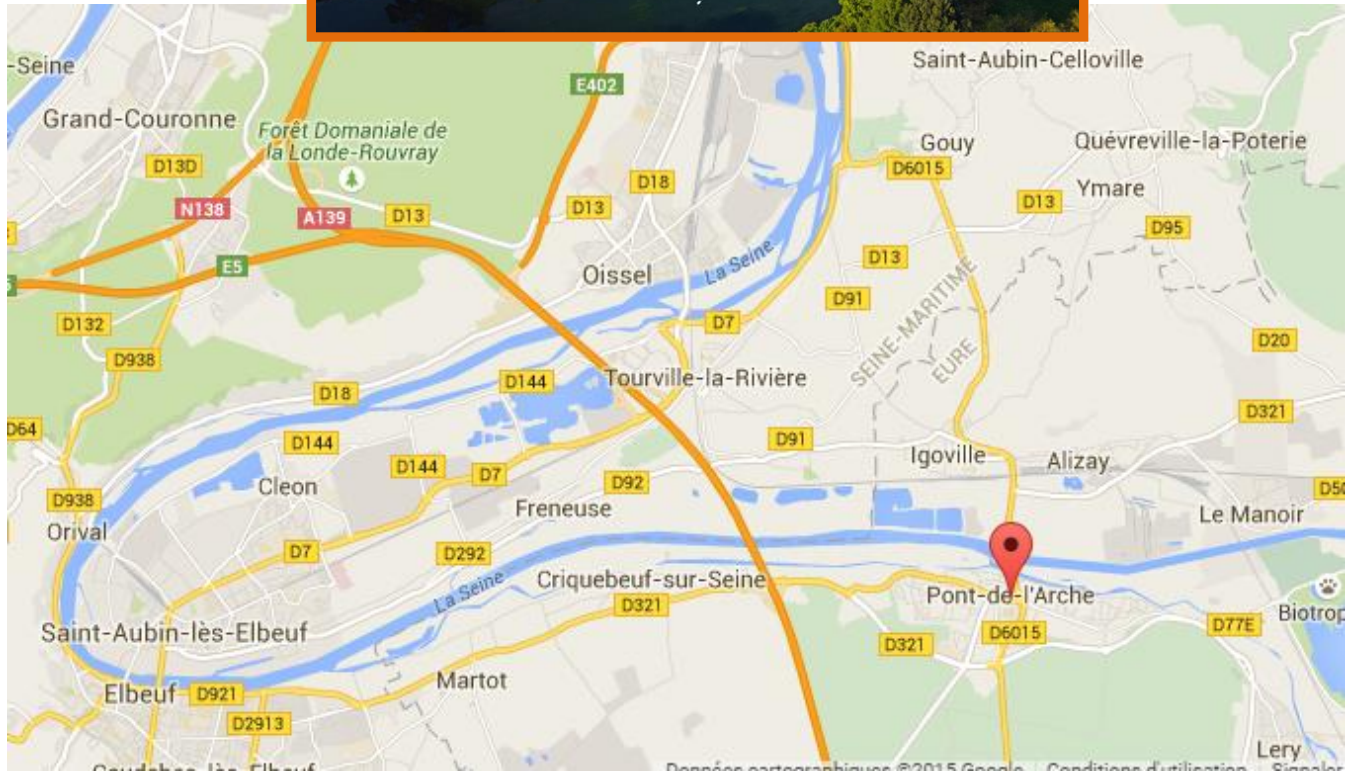 Saint-Aubin-Celloville
-Seine
E402
Grand-Couronne
Forêt Domaniale de
la Londe-Rouvray
Gouy
Quévreville-la-Poterie
D13D
D6015
D18
Ymare
N138
A139
D13
D13
D13
D95
La Seine
D13
E5
Oissel
SEINE-MARITIME
EURE
D91
D132
D7
D20
D938
Tourville-la-Rivière
D144
D18
D321
D64
D144
D91
Igoville
Alizay
D144
D7
Cleon
D92
D50
D938
Freneuse
Le Manoir
Orival
D7
D292
La Seine
Criquebeuf-sur-Seine
Pont-de-l'Arche
Biotrop
D321
D77E
Saint-Aubin-lès-Elbeuf
D6015
D321
Martot
Elbeuf
D921
D2913
Lery
Données cartographiques ©2015 Google
Conditions d'utilisation
Signaler